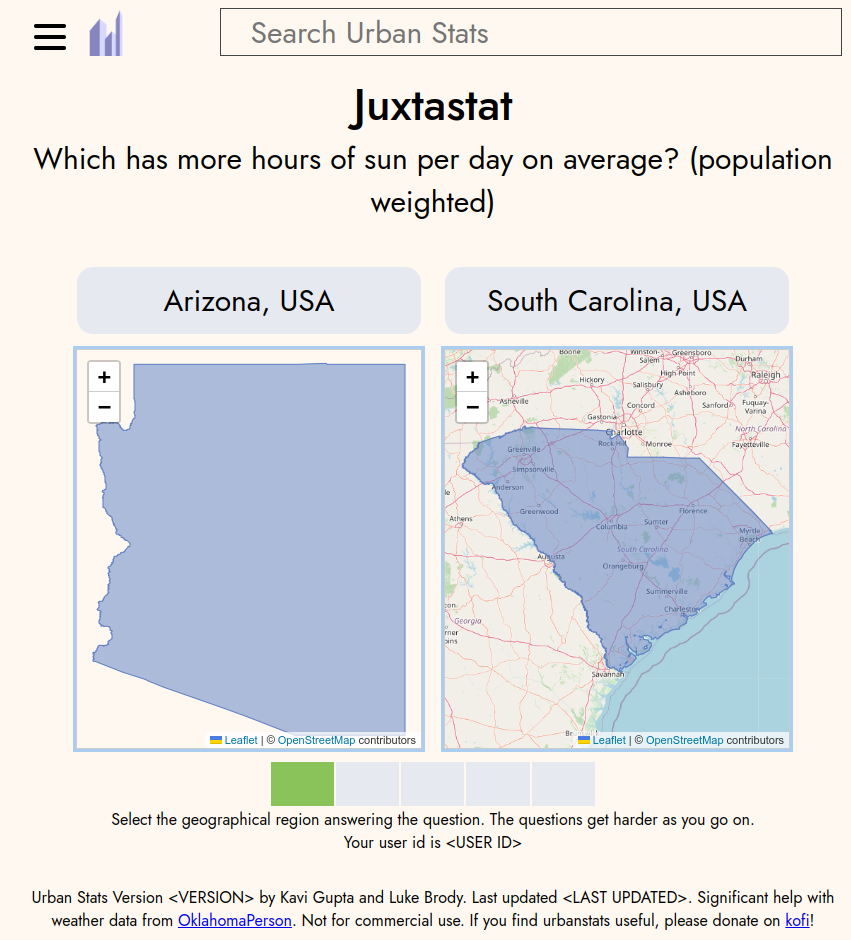 Search Urban Stats
Juxtastat
Which has more hours of sun per day on average? (population
weighted)
Arizona, USA
South Carolina, USA
+
−
Leaflet | © OpenStreetMap contributors
+
−
Boone
Winston-
Salem
Greensboro
Durham
High Point
Raleigh
Hickory
Salisbury
Asheboro
Asheville
Concord
Sanford
Fuquay-
Varina
Gastonia
North Carolina
Charlotte
Rock Hill
Monroe
Fayetteville
Greenville
Simpsonville
Anderson
Greenwood
Florence
Athens
Columbia
Sumter
Myrtle
Beach
South Carolina
Augusta
Orangeburg
Summerville
Charleston
Georgia
rner
bins
Savannah
Br
Leaflet | © OpenStreetMap contributors
Select the geographical region answering the question. The questions get harder as you go on.
Your user id is <USER ID>
Urban Stats Version <VERSION> by Kavi Gupta and Luke Brody. Last updated <LAST UPDATED>. Significant help with
weather data from OklahomaPerson. Not for commercial use. If you find urbanstats useful, please donate on kofi!